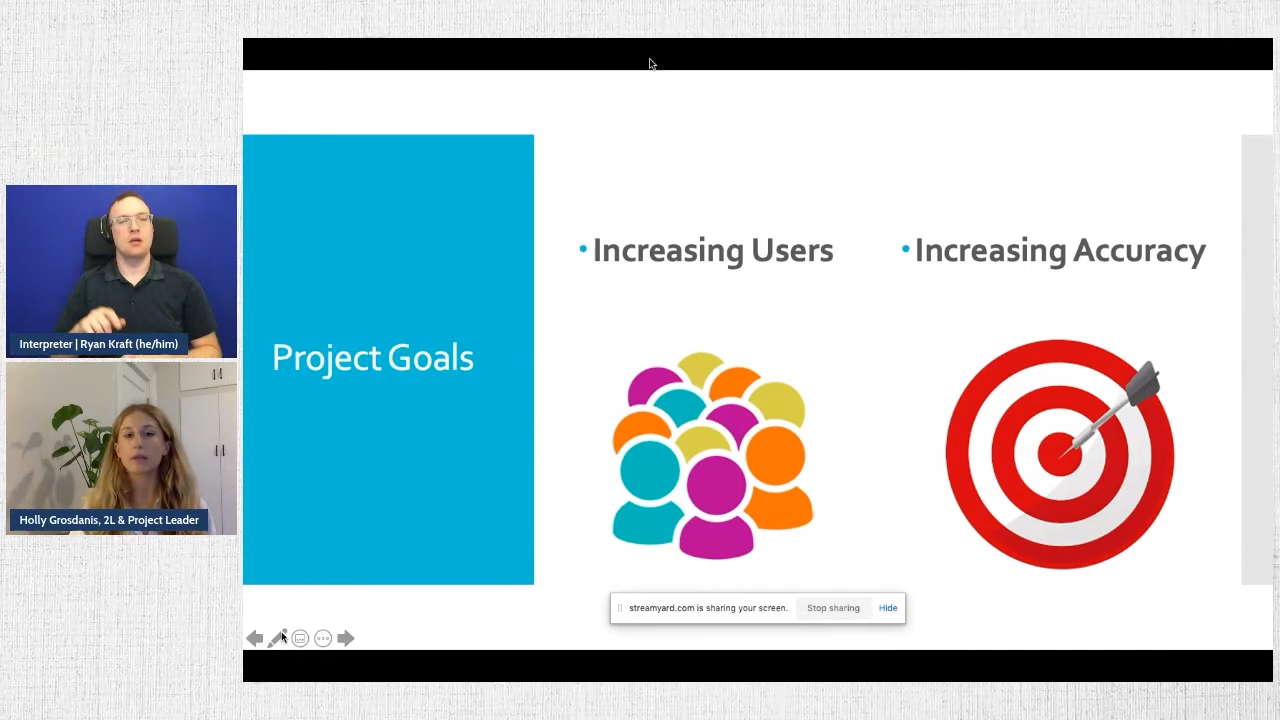 Interpreter | Ryan Kraft (he/him)
Holly Grosdanis, 2L & Project Leader
Project Goals
• Increasing Users
• Increasing Accuracy
streamyard.com is sharing your screen.
Stop sharing
Hide